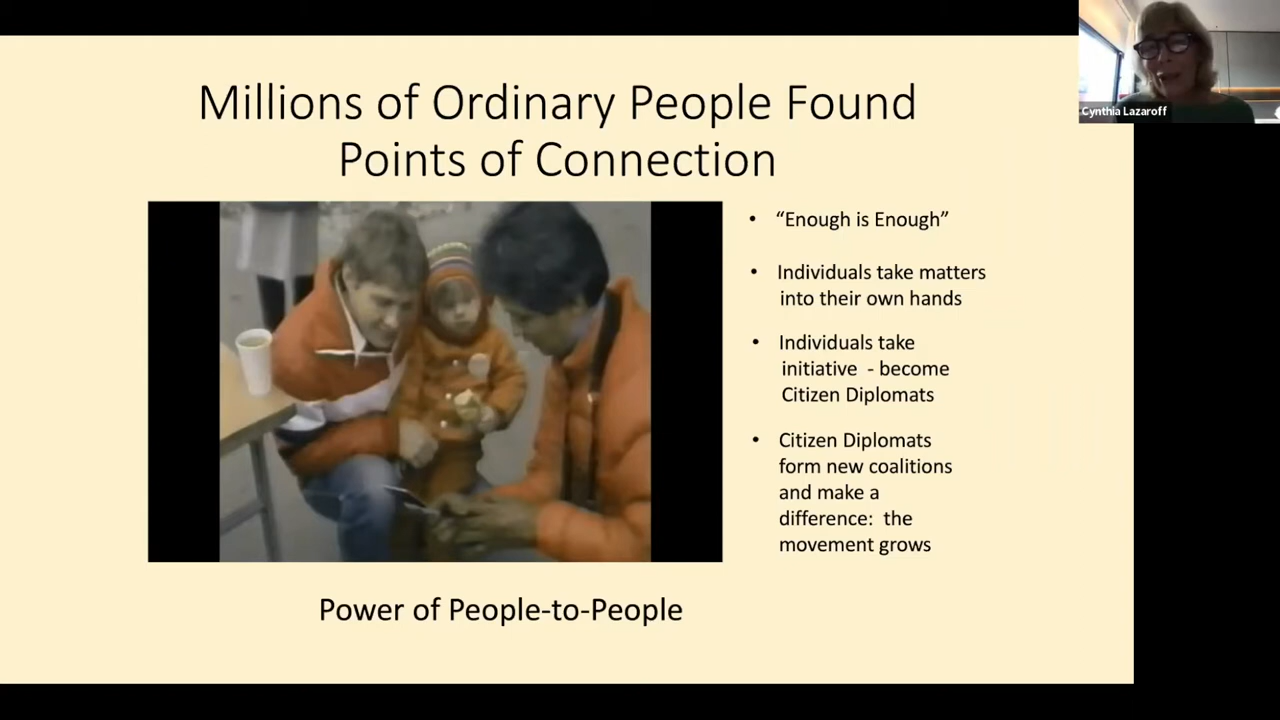 Millions of Ordinary People Found
Points of Connection
• “Enough is Enough”
• Individuals take matters
into their own hands
• Individuals take
initiative - become
Citizen Diplomats
• Citizen Diplomats
form new coalitions
and make a
difference: the
movement grows
Power of People-to-People
Cynthia Lazaroff